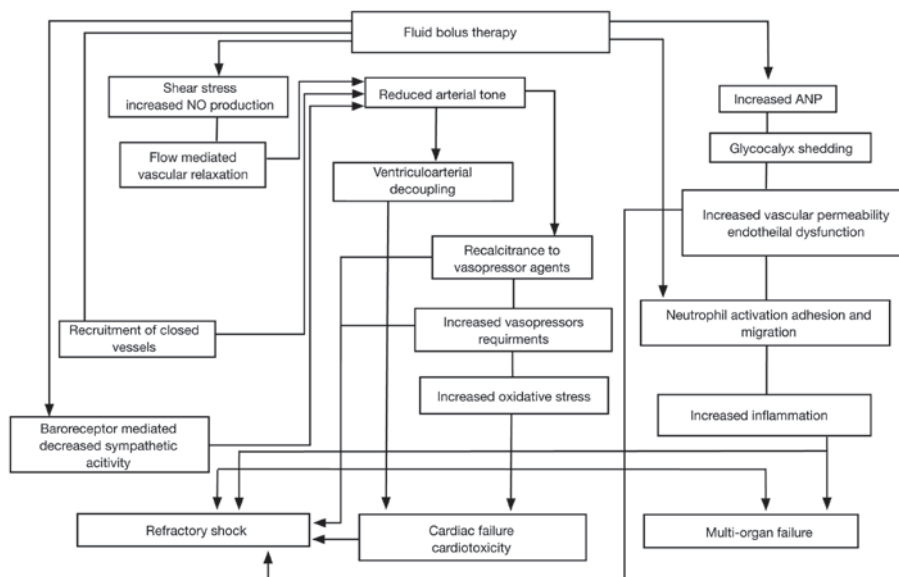 Fluid bolus therapy
Shear stress
increased NO production
Reduced arterial tone
Increased ANP
Flow mediated
vascular relaxation
Glycocalyx shedding
Ventriculoarterial
decoupling
Increased vascular permeability
endotheilal dysfunction
Recalcitrance to
vasopressor agents
Recruitment of closed
vessels
Increased vasopressors
requirments
Neutrophil activation adhesion and
migration
Increased oxidative stress
Increased inflammation
Baroreceptor mediated
decreased sympathetic
acitivity
Refractory shock
Cardiac failure
cardiotoxicity
Multi-organ failure